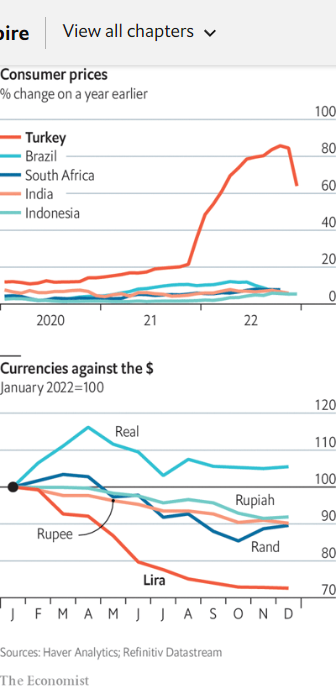 ire
View all chapters
Consumer prices
% change on a year earlier
100
Turkey
80
Brazil
South Africa
60
India
40
Indonesia
20
0
2020
21
22
Currencies against the $
January 2022=100
120
Real
110
100
Rupiah
90
Rupee
Rand
80
Lira
70
J F M A M J J A S O N D
Sources: Haver Analytics; Refinitiv Datastream
The Economist